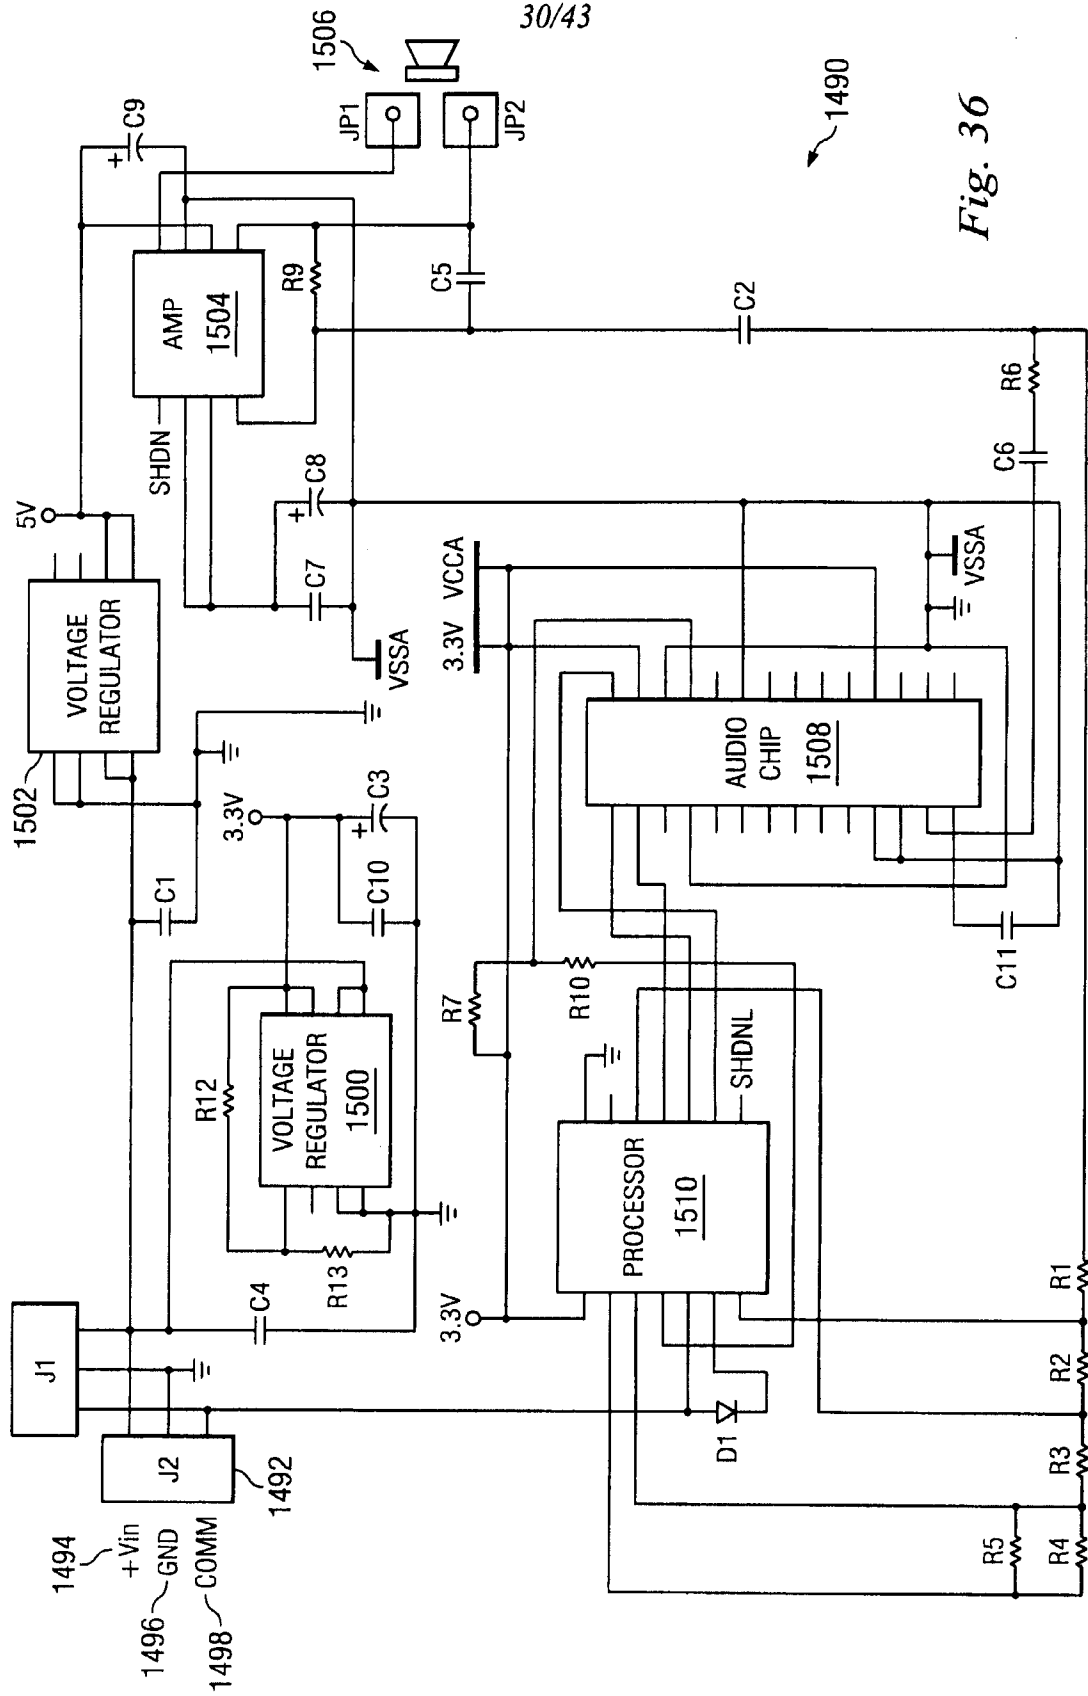 30/43
1506
JP1
JP2
C9
AMP
1504
SHDN
R9
C5
C2
1490
Fig. 36
5V
VOLTAGE
REGULATOR
1502
C8
C7
VSSA
R6
C6
3.3V
VCCA
VSSA
AUDIO
CHIP
1508
C11
C1
3.3V
C3
C10
R12
VOLTAGE
REGULATOR
1500
R13
C4
R7
R10
SHDNL
PROCESSOR
1510
3.3V
D1
R1
R2
R3
R4
R5
J1
J2
1492
1494
+Vin
1496
GND
1498
COMM